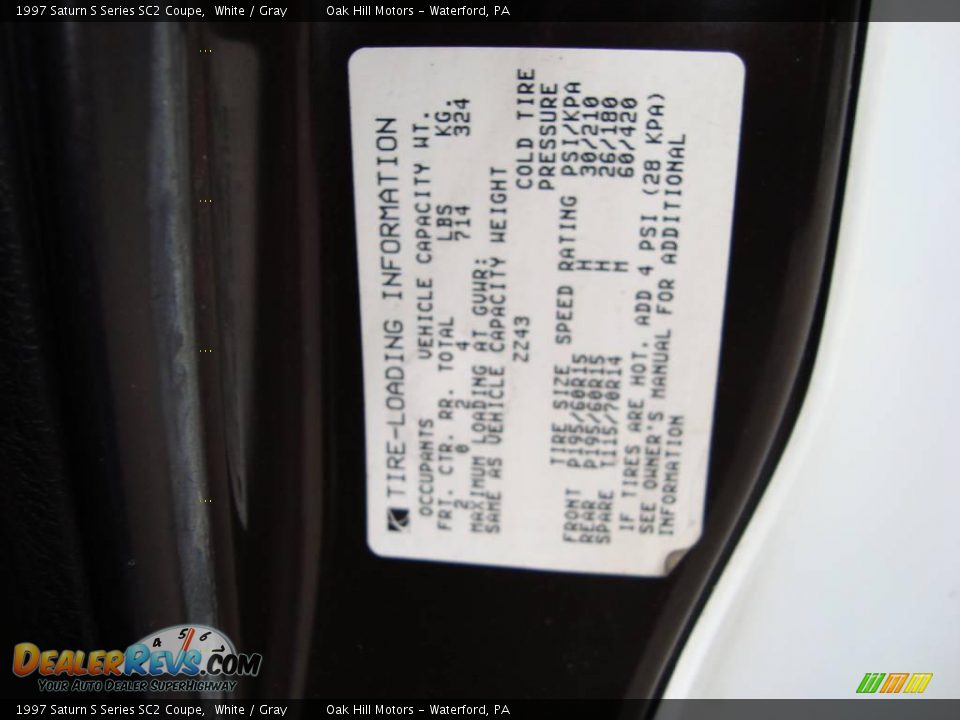 1997 Saturn S Series SC2 Coupe, White / Gray Oak Hill Motors - Waterford, PA
TIRE-LOADING INFORMATION
OCCUPANTS VEHICLE CAPACITY WT.
FRT. CTR. RR. TOTAL LBS KG.
2 0 2 4 714 324
MAXIMUM LOADING AT GVWR:
SAME AS VEHICLE CAPACITY WEIGHT
ZZ43 COLD TIRE
PRESSURE
TIRE SIZE SPEED RATING PSI/KPA
FRONT P195/60R15 H 30/210
REAR P195/60R15 H 26/180
SPARE T115/70R14 M 60/420
IF TIRES ARE HOT, ADD 4 PSI (28 KPA)
SEE OWNER'S MANUAL FOR ADDITIONAL
INFORMATION
4 5 6
DEALERREVS.COM
YOUR AUTO DEALER SUPERHIGHWAY
1997 Saturn S Series SC2 Coupe, White / Gray Oak Hill Motors - Waterford, PA